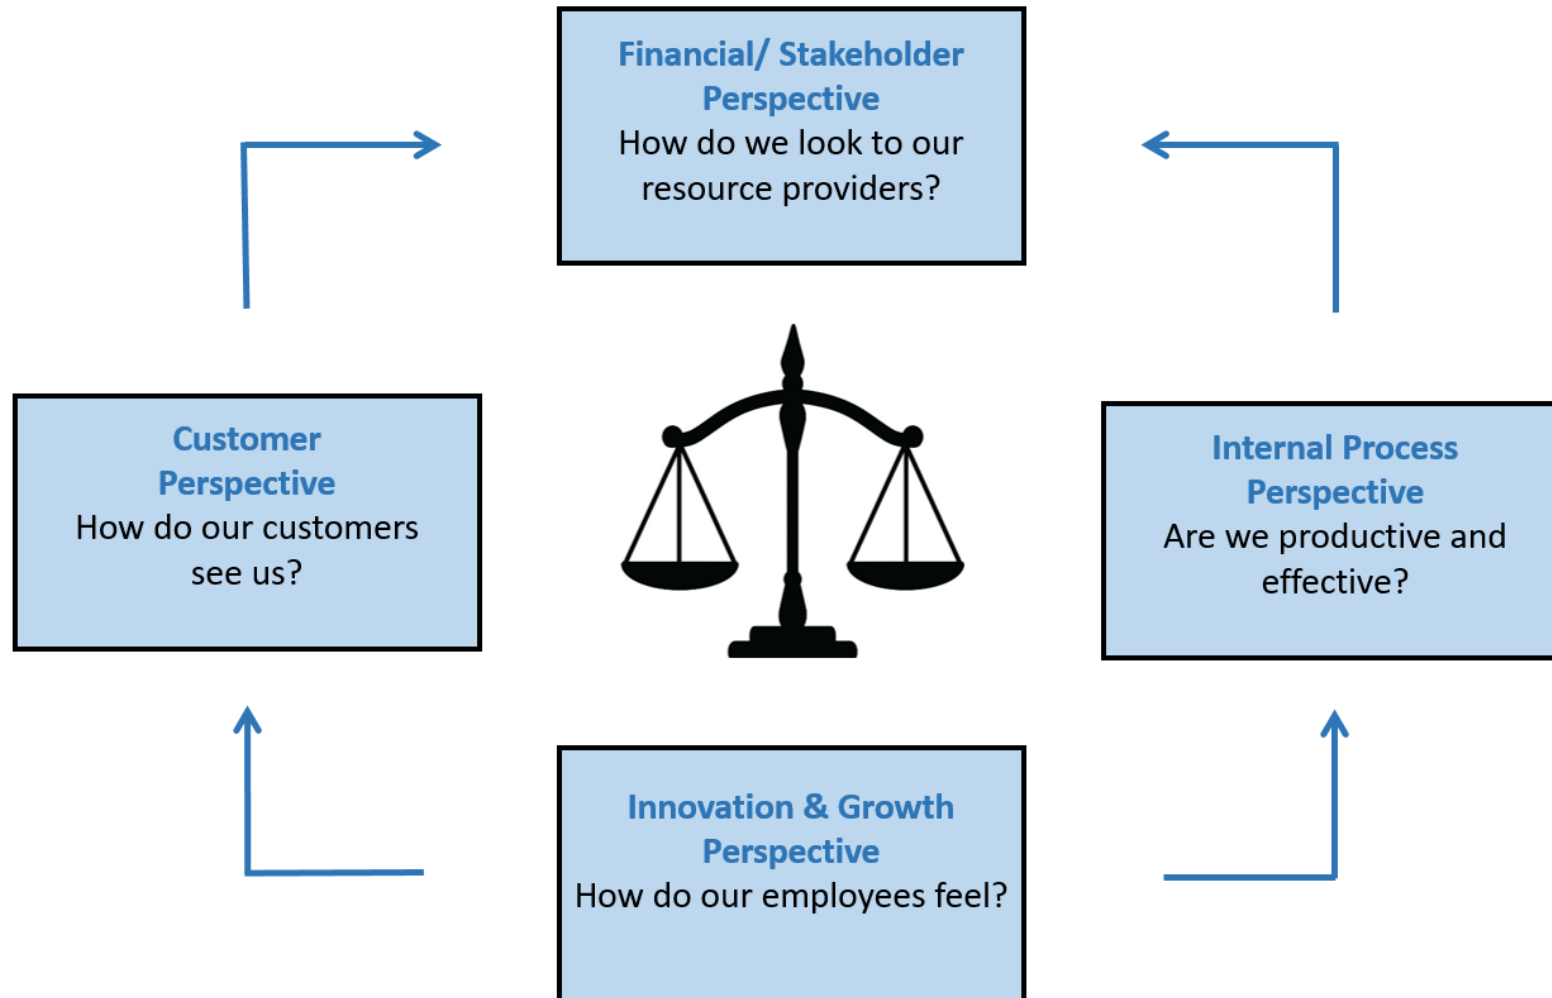 Financial/ Stakeholder
Perspective
How do we look to our
resource providers?
Customer
Perspective
How do our customers
see us?
Internal Process
Perspective
Are we productive and
effective?
Innovation & Growth
Perspective
How do our employees feel?